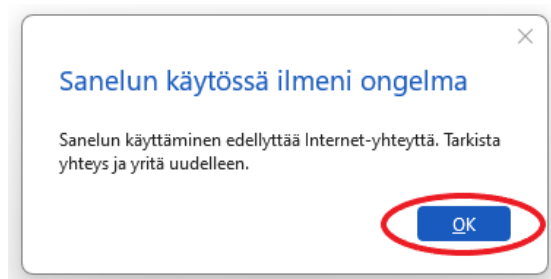 Sanelun käytössä ilmeni ongelma
Sanelun käyttäminen edellyttää Internet-yhteyttä. Tarkista
yhteys ja yritä uudelleen.
OK